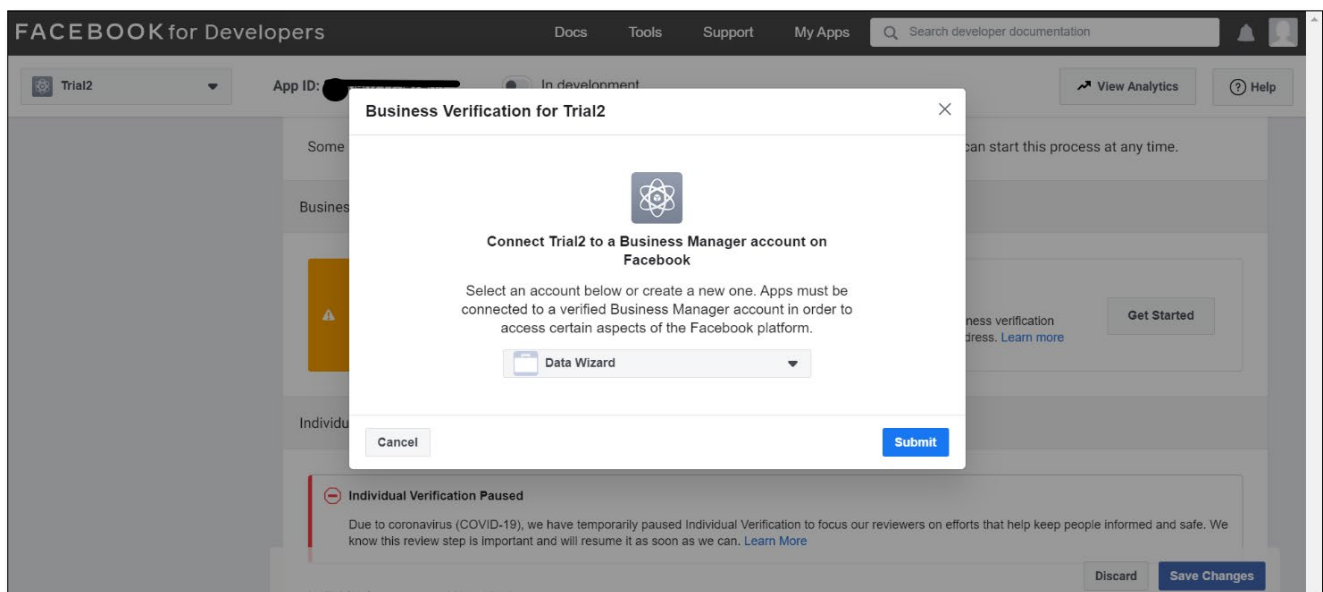 FACEBOOK for Developers
Docs Tools Support My Apps Search developer documentation
Trial2 App ID: In development View Analytics Help
Business Verification for Trial2
Some can start this process at any time.
Connect Trial2 to a Business Manager account on
Facebook
Select an account below or create a new one. Apps must be
connected to a verified Business Manager account in order to
access certain aspects of the Facebook platform.
Data Wizard
Cancel Submit
Busines
ness verification
dress. Learn more
Get Started
Individu
Individual Verification Paused
Due to coronavirus (COVID-19), we have temporarily paused Individual Verification to focus our reviewers on efforts that help keep people informed and safe. We
know this review step is important and will resume it as soon as we can. Learn More
Discard Save Changes